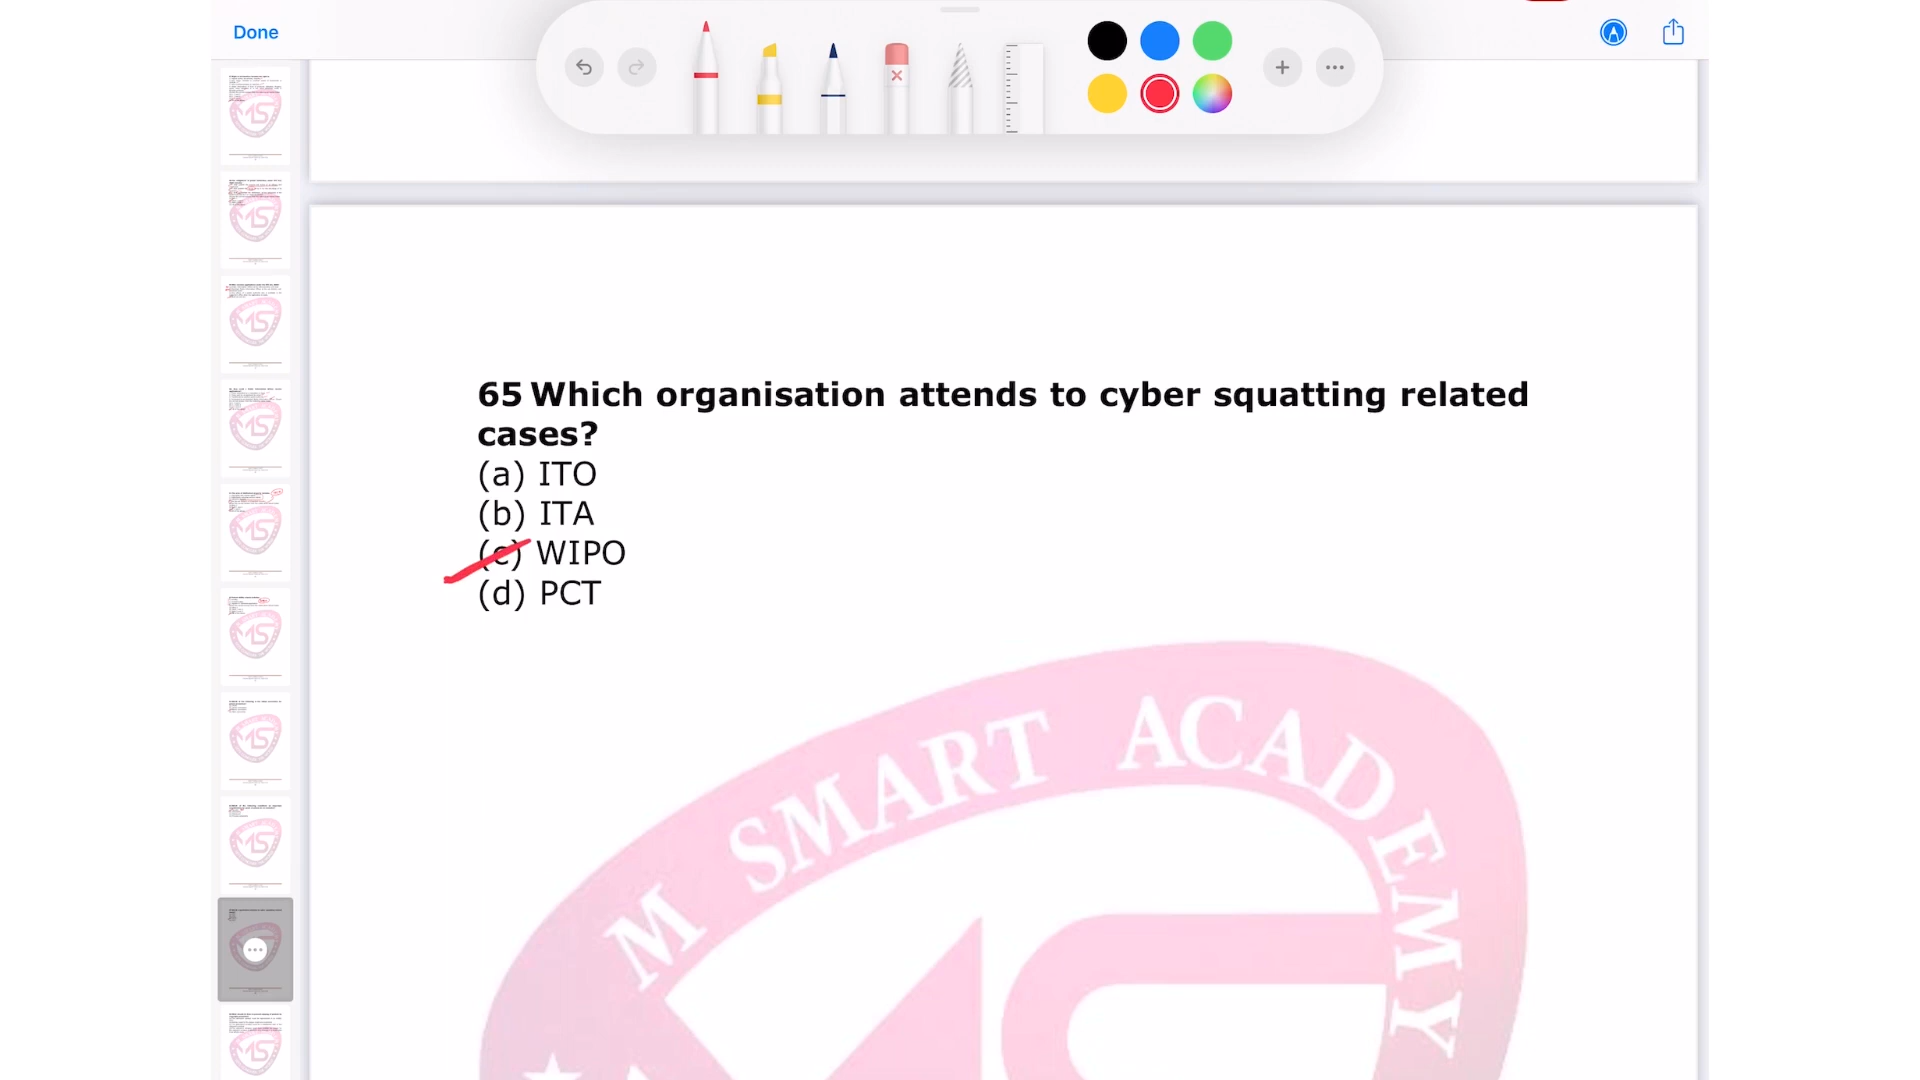 Done
65 Which organisation attends to cyber squatting related
cases?
(a) ITO
(b) ITA
(c) WIPO
(d) PCT
M SMART ACADEMY